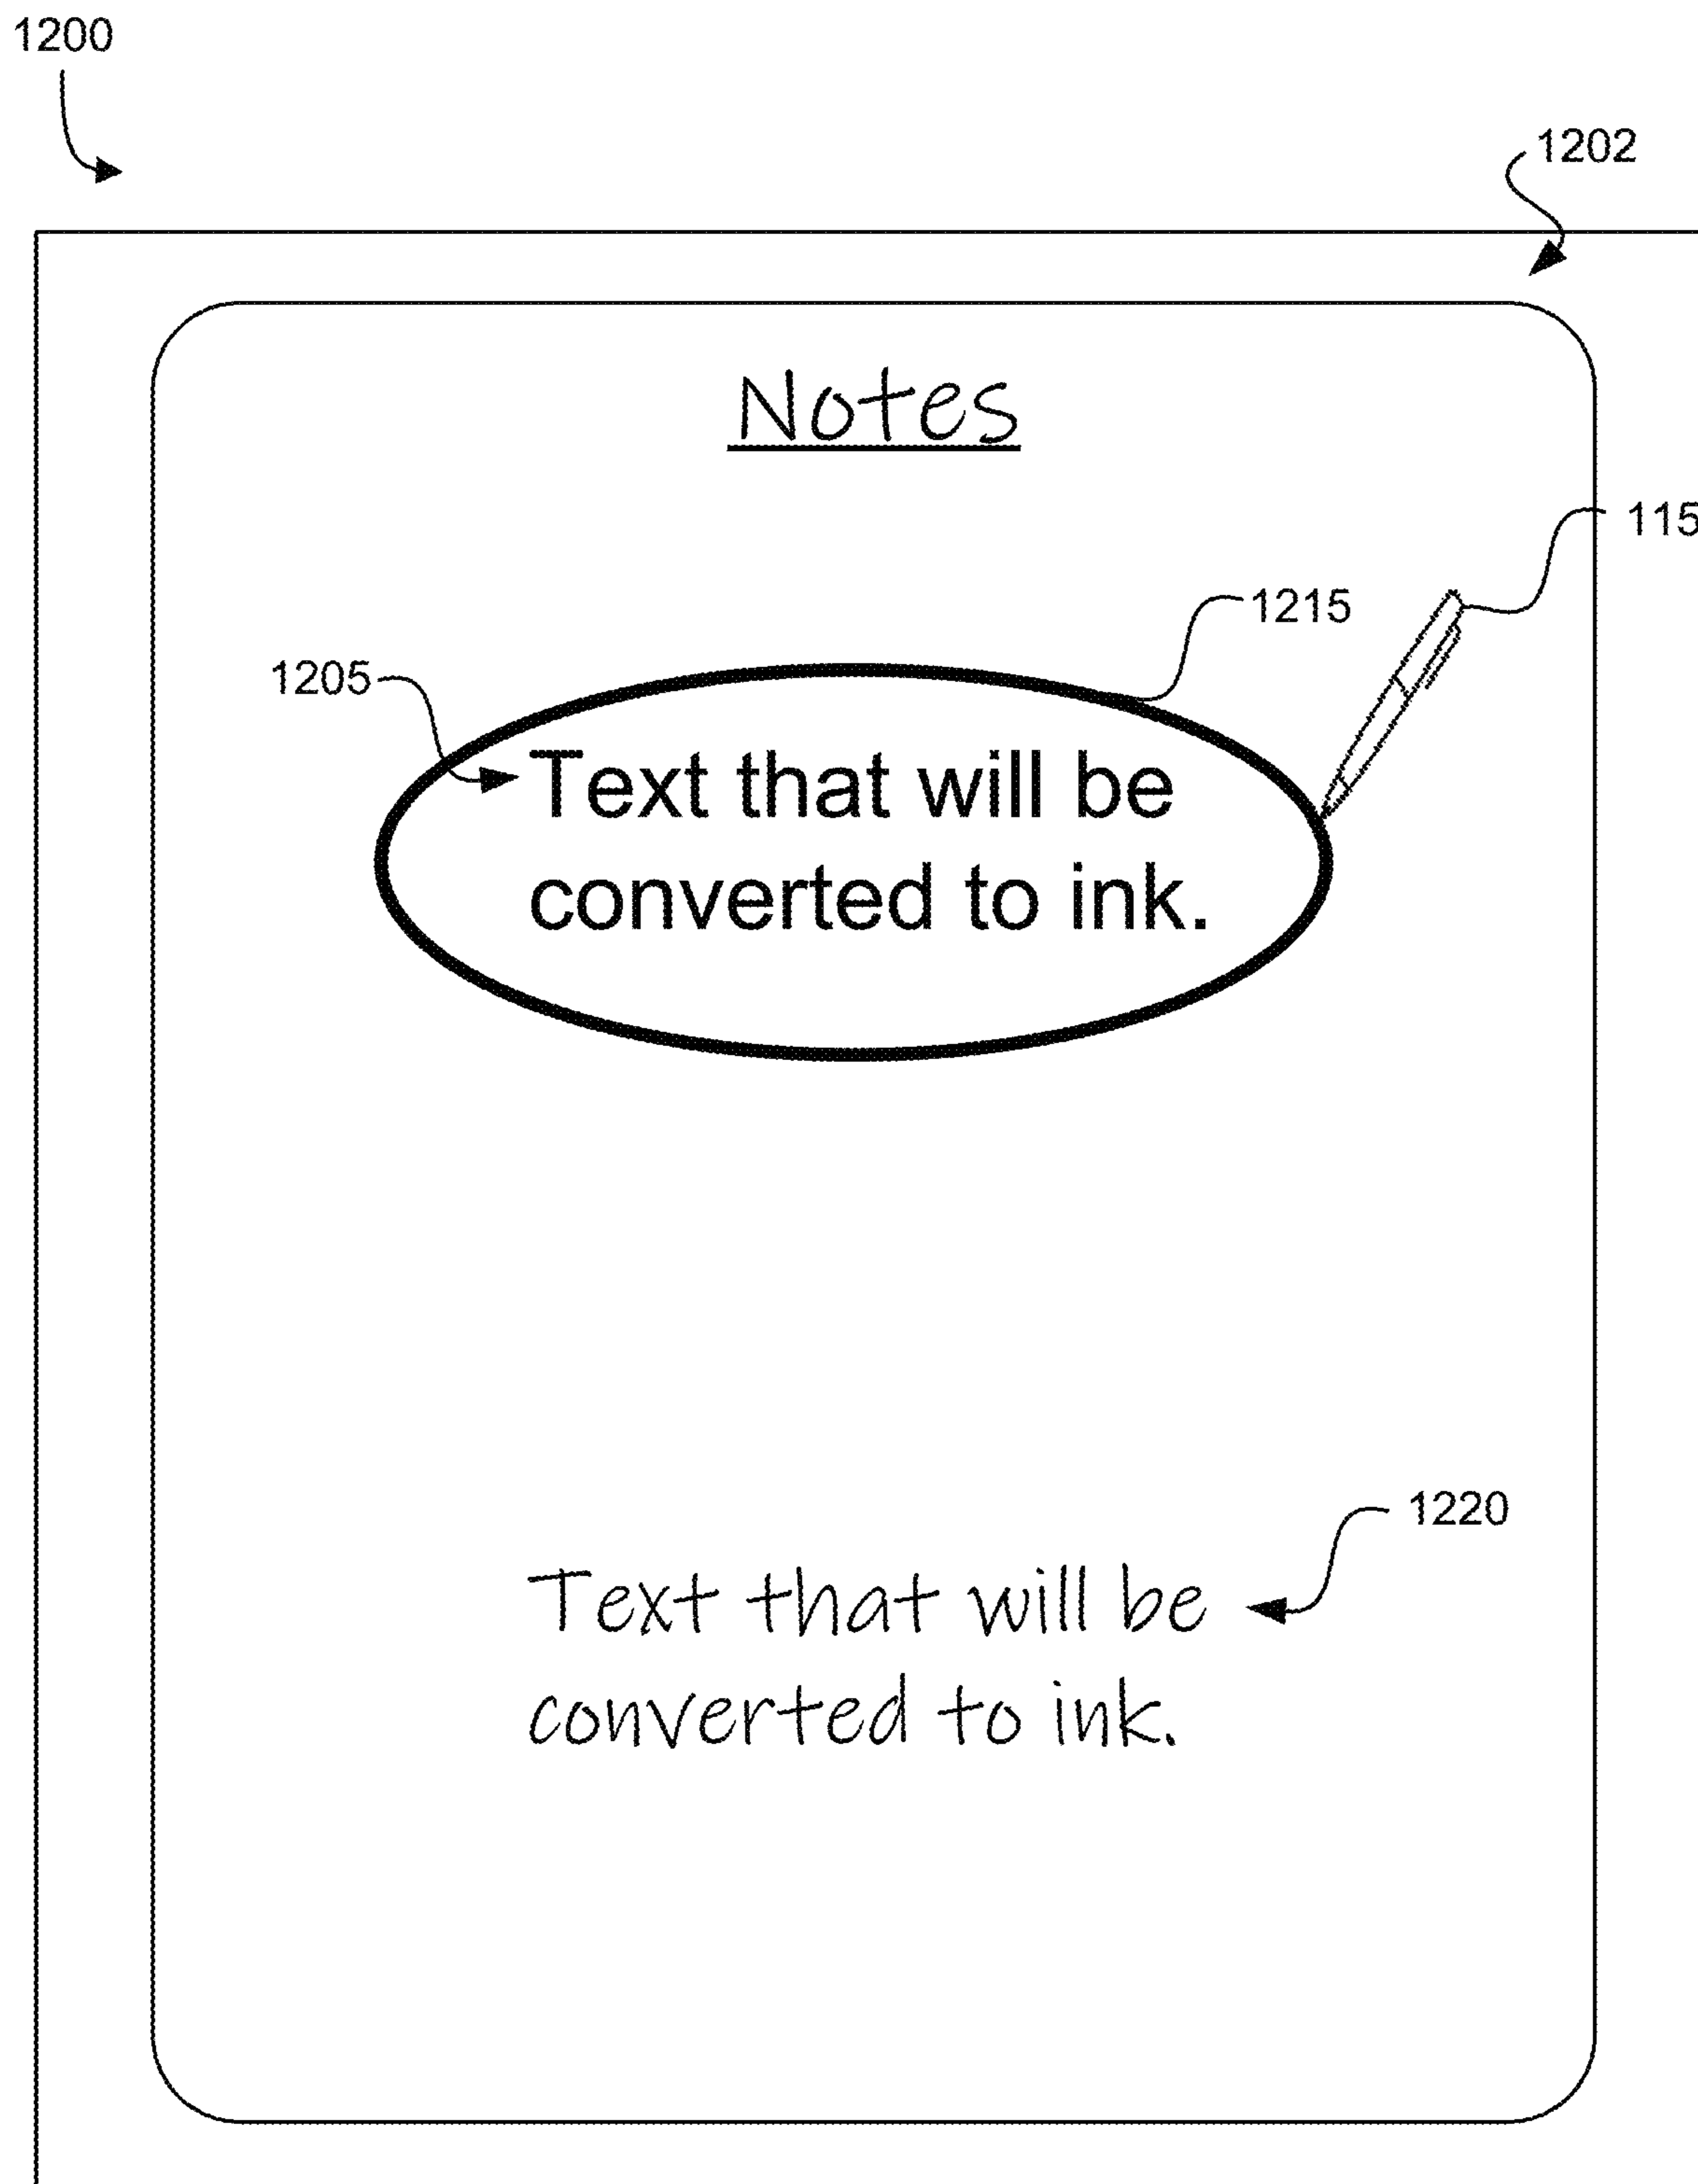 1200
1202
Notes
115
1215
1205
Text that will be
converted to ink.
1220
Text that will be
converted to ink.